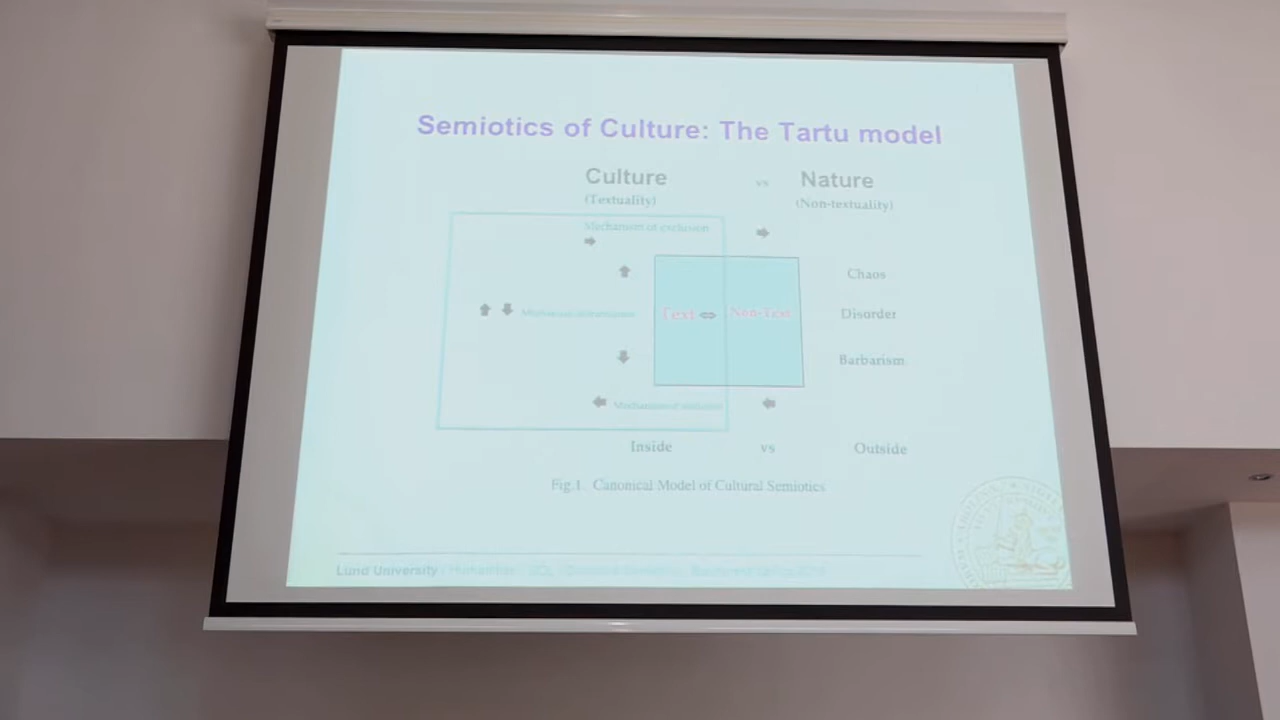 Semiotics of Culture: The Tartu model
Culture vs Nature
(Textuality) (Non-textuality)
Mechanism of exclusion
Chaos
Text ⇔ Non-Text
Disorder
Barbarism
Mechanism of inclusion
Inside vs Outside
Fig.1. Canonical Model of Cultural Semiotics
Lund University / Humanities